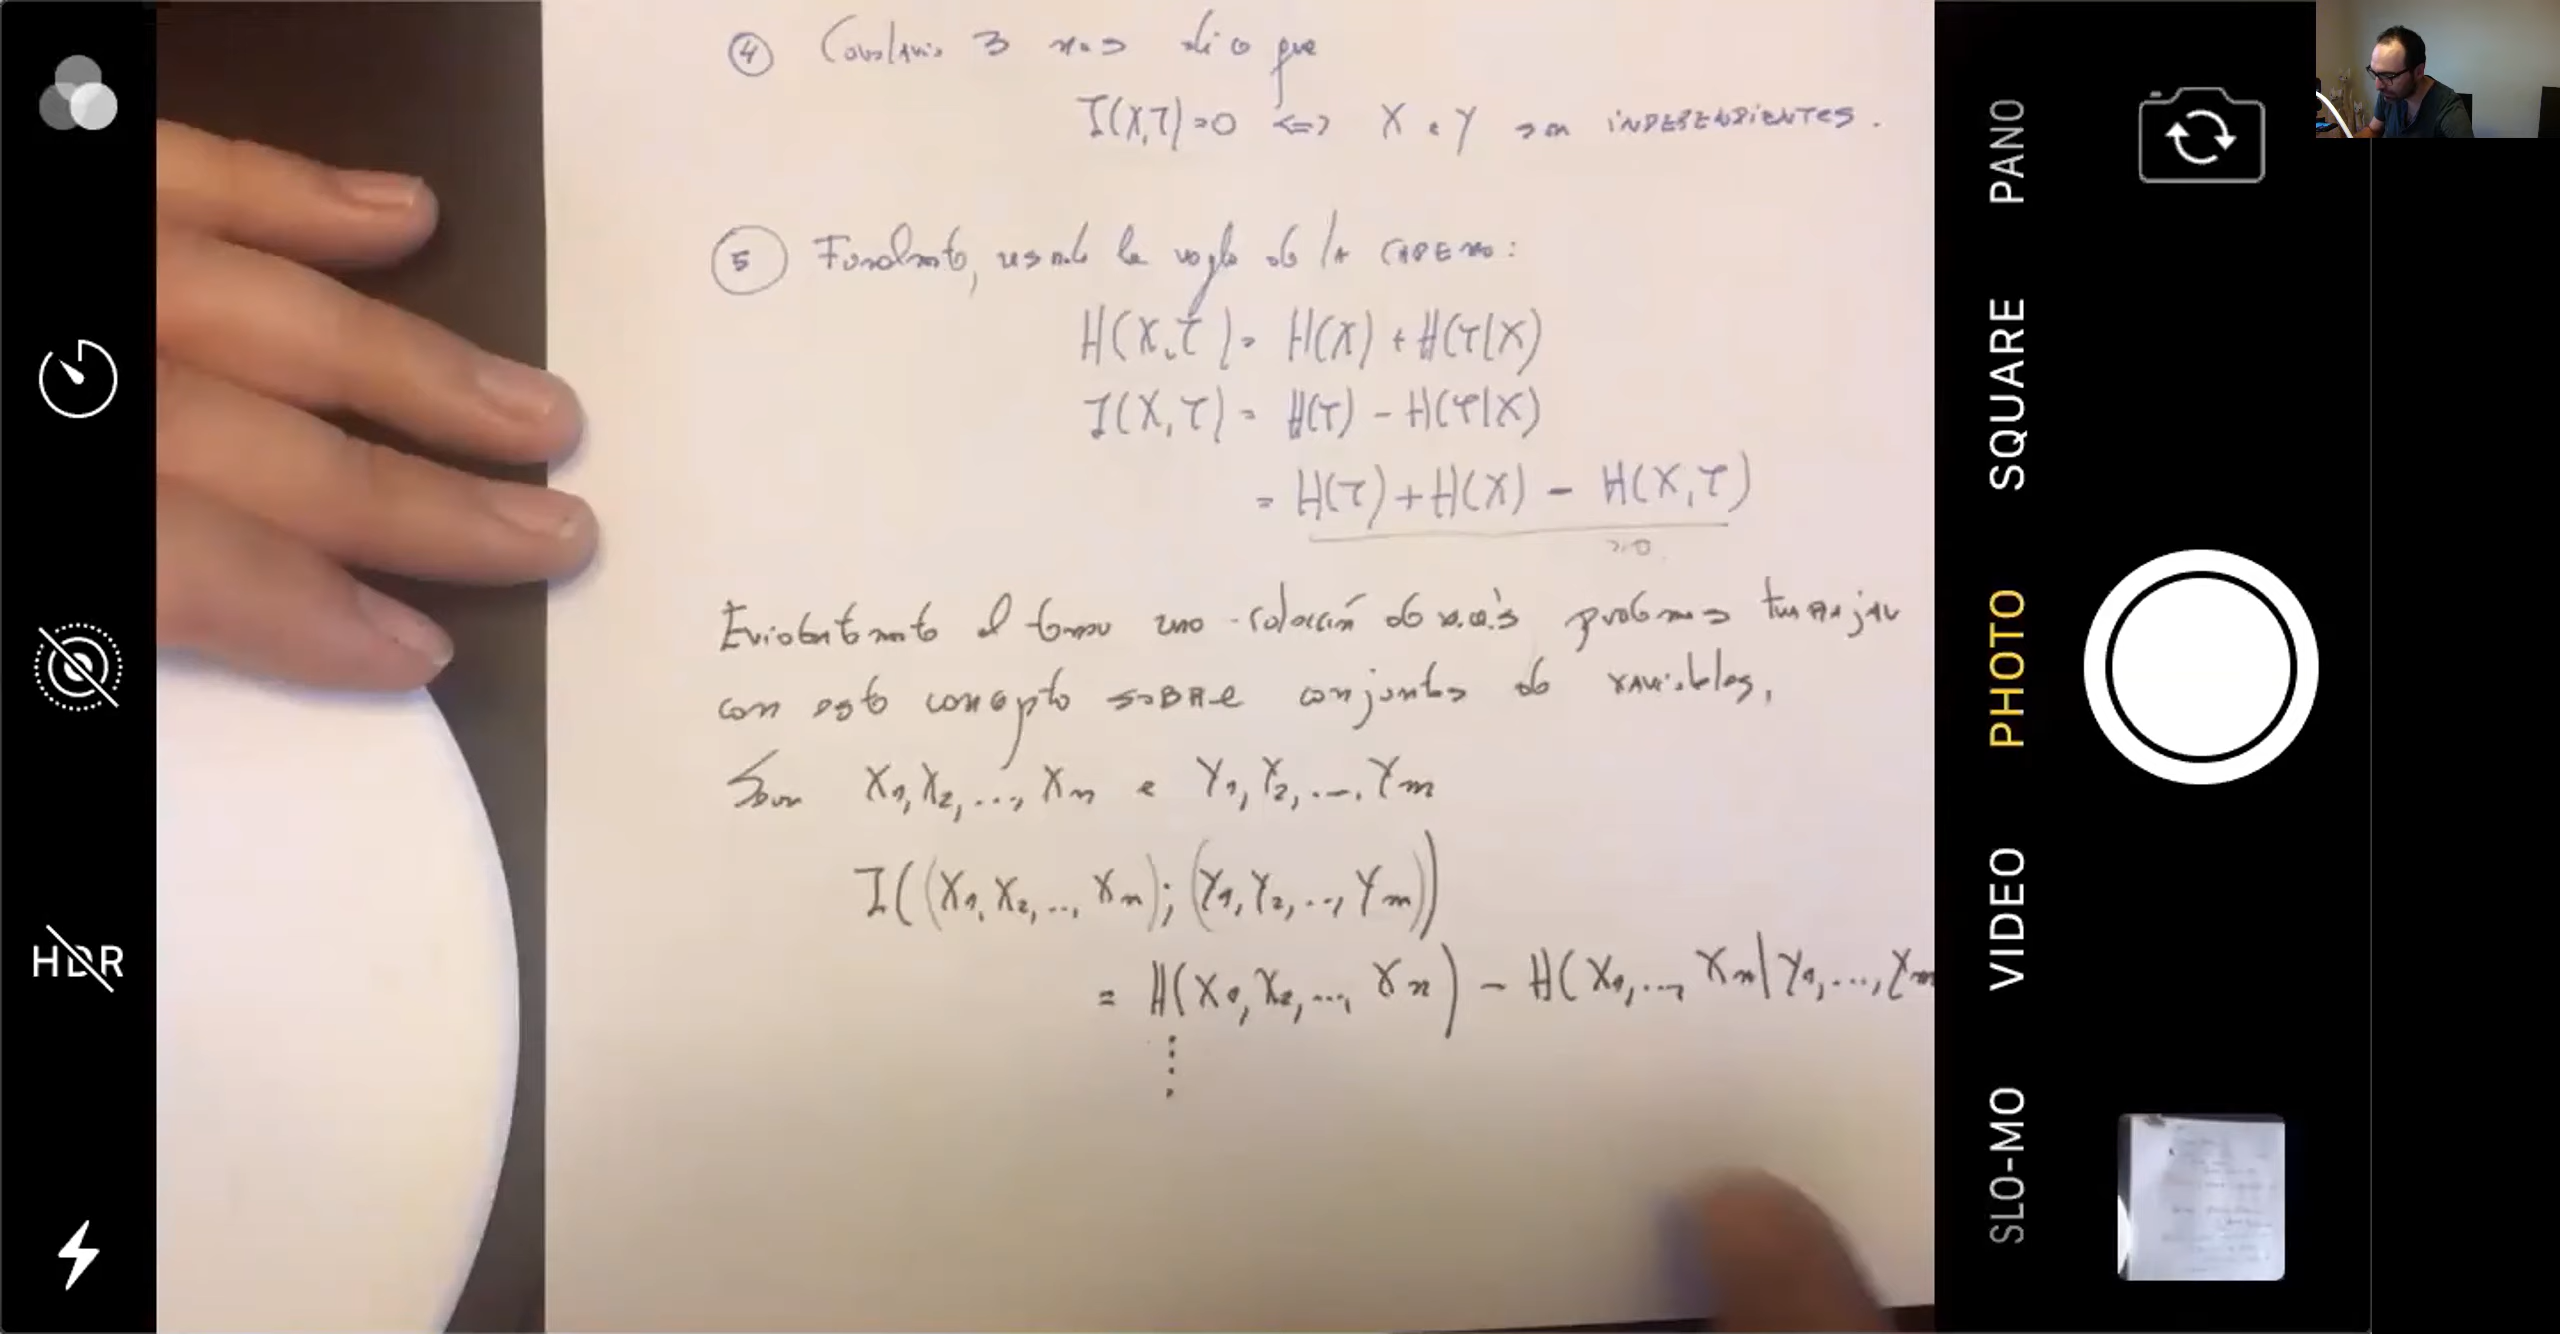 ④ Corolario 3 nos dice que
I(X,Y)=0 <=> X e Y son INDEPENDIENTES.
⑤ Finalmente, usando la regla de la CADENA:
H(X,Y) = H(X) + H(Y|X)
I(X,Y) = H(Y) - H(Y|X)
= H(Y) + H(X) - H(X,Y)
≥0
Evidentemente al tomar una colección de v.a.'s podemos trabajar
con este concepto SOBRE conjuntos de variables,
Sean X₁, X₂, ..., Xn e Y₁, Y₂, ..., Ym
I((X₁, X₂, .., Xn); (Y₁, Y₂, .., Ym))
= H(X₁, X₂, ..., Xn) - H(X₁, ..., Xn | Y₁, ..., Ym
HDR
SLO-MO VIDEO PHOTO SQUARE PANO